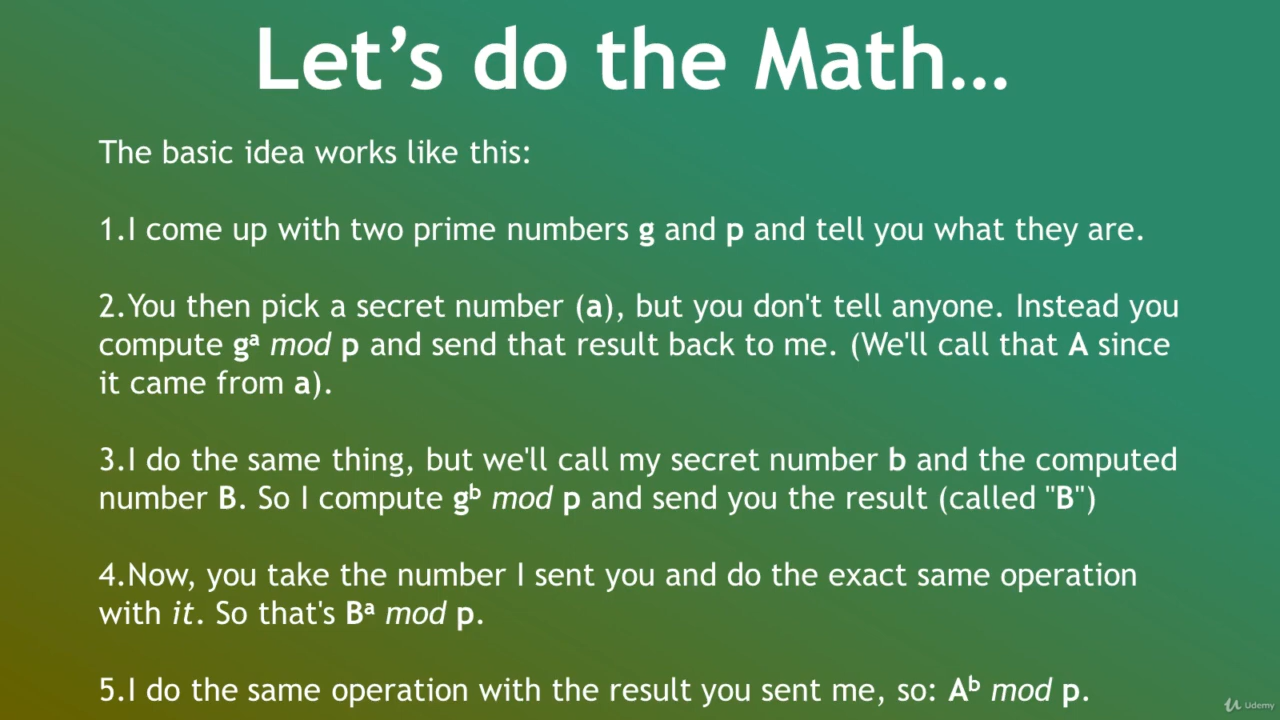 Let’s do the Math…
The basic idea works like this:
1.I come up with two prime numbers g and p and tell you what they are.
2.You then pick a secret number (a), but you don't tell anyone. Instead you
compute gᵃ mod p and send that result back to me. (We'll call that A since
it came from a).
3.I do the same thing, but we'll call my secret number b and the computed
number B. So I compute gᵇ mod p and send you the result (called "B")
4.Now, you take the number I sent you and do the exact same operation
with it. So that's Bᵃ mod p.
5.I do the same operation with the result you sent me, so: Aᵇ mod p.
Udemy